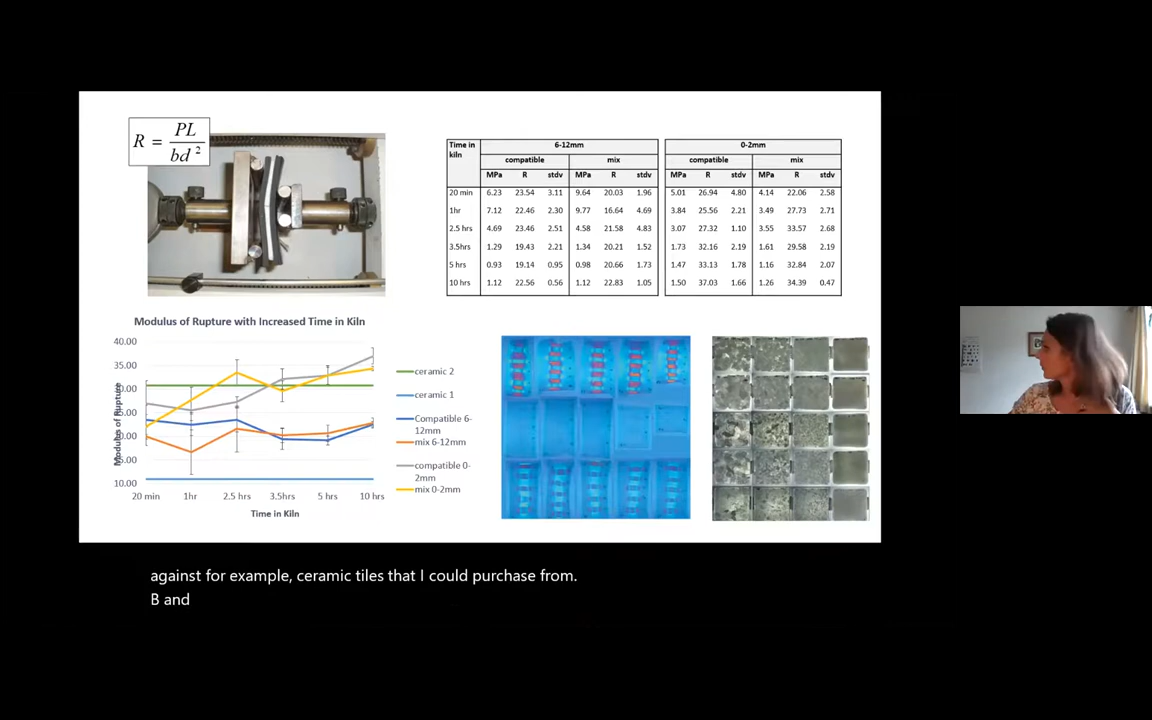 R = PL / bd²
Time in kiln 6-12mm 0-2mm
compatible mix compatible mix
MPa R stdv MPa R stdv MPa R stdv MPa R stdv
20 min 6.23 23.54 3.11 9.64 20.03 1.96 5.01 26.94 4.80 4.14 22.06 2.58
1hr 7.12 22.46 2.30 9.77 16.64 4.69 3.84 25.56 2.21 3.49 27.73 2.71
2.5 hrs 4.69 23.46 2.51 4.58 21.58 4.83 3.07 27.32 1.10 3.55 33.57 2.68
3.5hrs 1.29 19.43 2.21 1.34 20.21 1.52 1.73 32.16 2.19 1.61 29.58 2.19
5 hrs 0.93 19.14 0.95 0.98 20.66 1.73 1.47 33.13 1.78 1.16 32.84 2.07
10 hrs 1.12 22.56 0.56 1.12 22.83 1.05 1.50 37.03 1.66 1.26 34.39 0.47
Modulus of Rupture with Increased Time in Kiln
Modulus of Rupture
40.00
35.00
30.00
25.00
20.00
15.00
10.00
20 min 1hr 2.5 hrs 3.5hrs 5 hrs 10 hrs
Time in Kiln
ceramic 2
ceramic 1
Compatible 6-
12mm
mix 6-12mm
compatible 0-
2mm
mix 0-2mm
against for example, ceramic tiles that I could purchase from.
B and